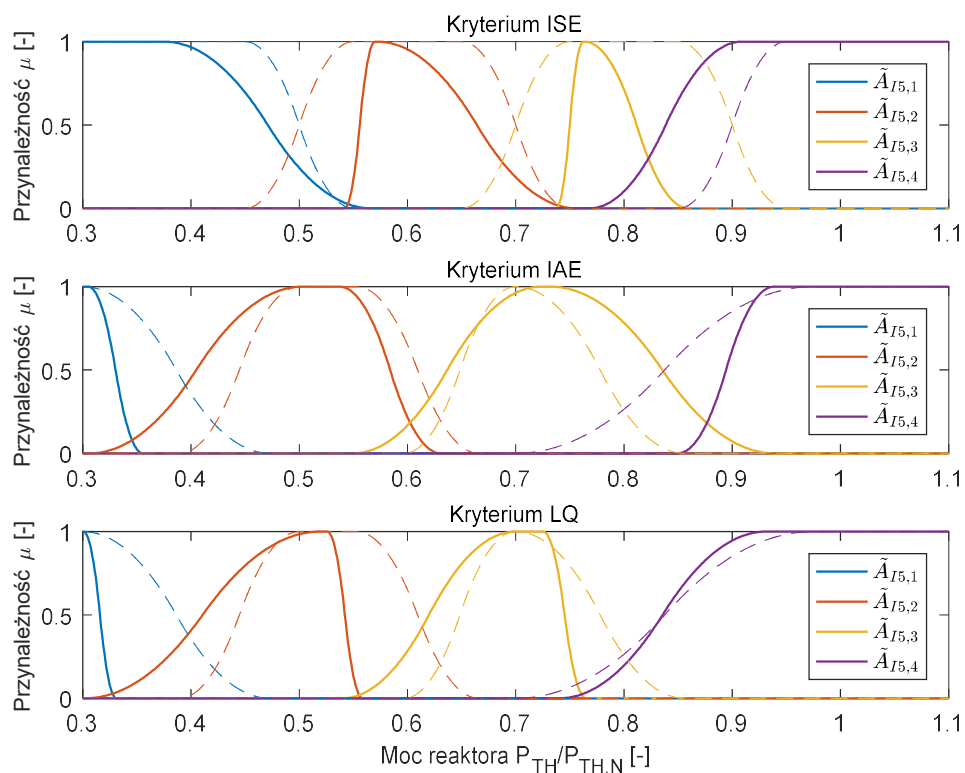 Kryterium ISE
Przynależność μ [-]
1
0.5
0
Ã_{I5,1}
Ã_{I5,2}
Ã_{I5,3}
Ã_{I5,4}
0.3 0.4 0.5 0.6 0.7 0.8 0.9 1 1.1
Kryterium IAE
Przynależność μ [-]
1
0.5
0
Ã_{I5,1}
Ã_{I5,2}
Ã_{I5,3}
Ã_{I5,4}
0.3 0.4 0.5 0.6 0.7 0.8 0.9 1 1.1
Kryterium LQ
Przynależność μ [-]
1
0.5
0
Ã_{I5,1}
Ã_{I5,2}
Ã_{I5,3}
Ã_{I5,4}
0.3 0.4 0.5 0.6 0.7 0.8 0.9 1 1.1
Moc reaktora P_{TH}/P_{TH,N} [-]